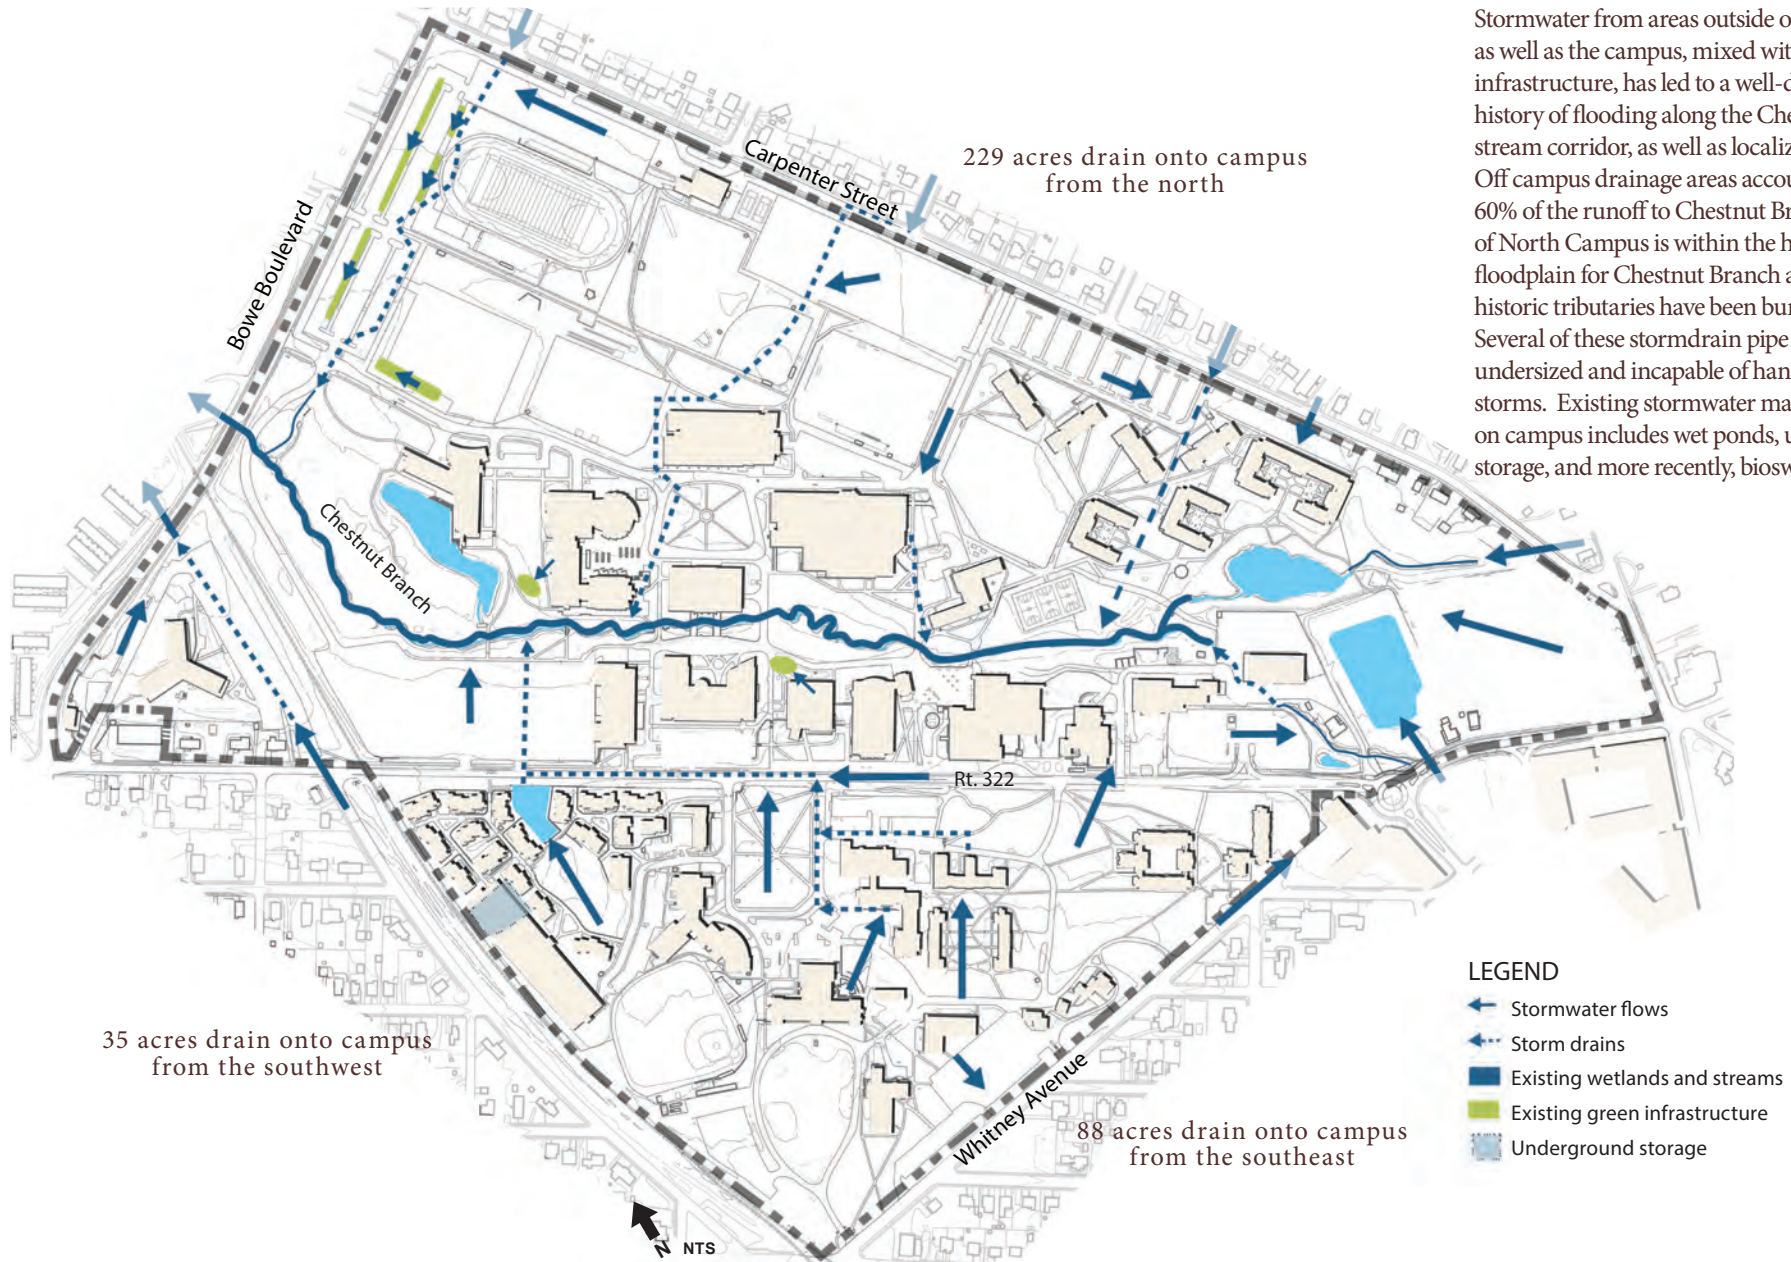 Stormwater from areas outside o
as well as the campus, mixed wit
infrastructure, has led to a well-d
history of flooding along the Che
stream corridor, as well as localiz
Off campus drainage areas accou
60% of the runoff to Chestnut Br
of North Campus is within the h
floodplain for Chestnut Branch a
historic tributaries have been bur
Several of these stormdrain pipe
undersized and incapable of han
storms. Existing stormwater ma
on campus includes wet ponds, u
storage, and more recently, biosw
229 acres drain onto campus
from the north
Carpenter Street
Bowe Boulevard
Chestnut Branch
Rt. 322
35 acres drain onto campus
from the southwest
Whitney Avenue
88 acres drain onto campus
from the southeast
N NTS
LEGEND
Stormwater flows
Storm drains
Existing wetlands and streams
Existing green infrastructure
Underground storage